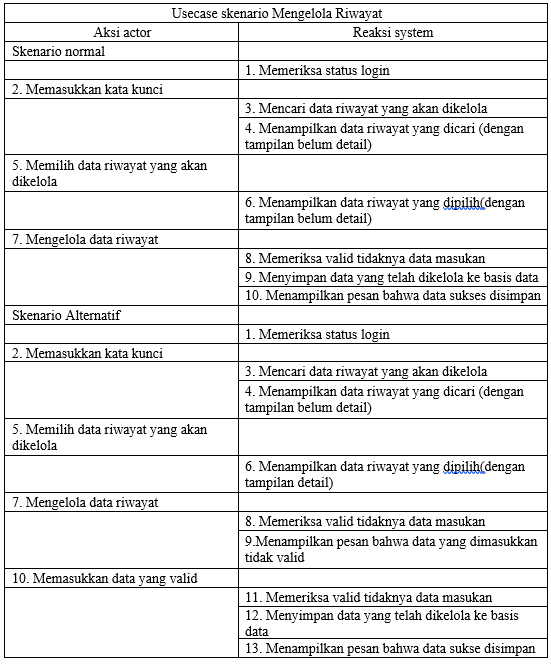 Usecase skenario Mengelola Riwayat
Aksi actor
Reaksi system
Skenario normal
1. Memeriksa status login
2. Memasukkan kata kunci
3. Mencari data riwayat yang akan dikelola
4. Menampilkan data riwayat yang dicari (dengan
tampilan belum detail)
5. Memilih data riwayat yang akan
dikelola
6. Menampilkan data riwayat yang dipilih(dengan
tampilan belum detail)
7. Mengelola data riwayat
8. Memeriksa valid tidaknya data masukan
9. Menyimpan data yang telah dikelola ke basis data
10. Menampilkan pesan bahwa data sukses disimpan
Skenario Alternatif
1. Memeriksa status login
2. Memasukkan kata kunci
3. Mencari data riwayat yang akan dikelola
4. Menampilkan data riwayat yang dicari (dengan
tampilan belum detail)
5. Memilih data riwayat yang akan
dikelola
6. Menampilkan data riwayat yang dipilih(dengan
tampilan detail)
7. Mengelola data riwayat
8. Memeriksa valid tidaknya data masukan
9.Menampilkan pesan bahwa data yang dimasukkan
tidak valid
10. Memasukkan data yang valid
11. Memeriksa valid tidaknya data masukan
12. Menyimpan data yang telah dikelola ke basis
data
13. Menampilkan pesan bahwa data sukse disimpan